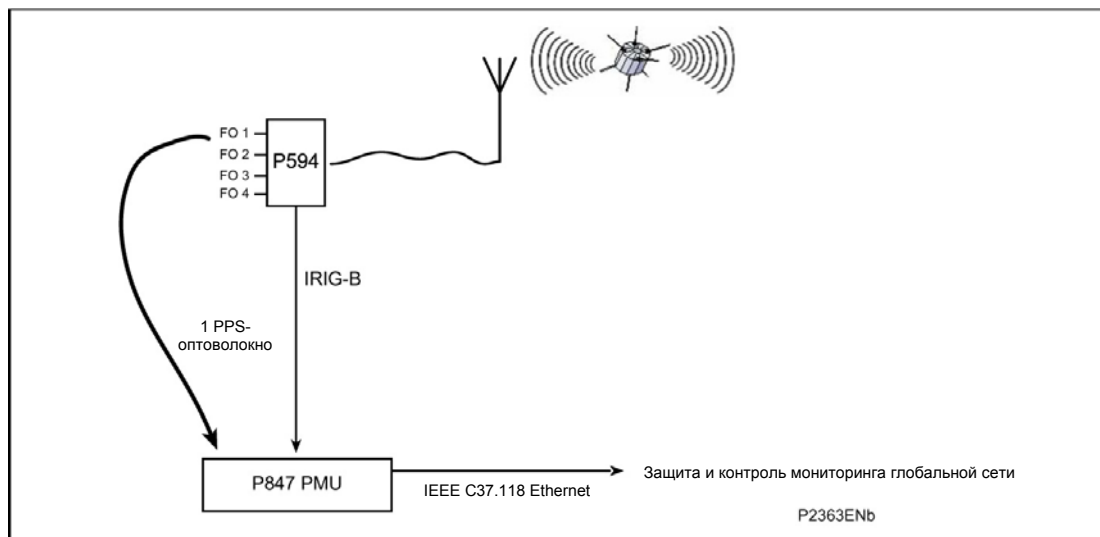 FO 1
FO 2
FO 3
FO 4
P594
IRIG-B
1 PPS-
оптоволокно
P847 PMU
IEEE C37.118 Ethernet
Защита и контроль мониторинга глобальной сети
P2363ENb